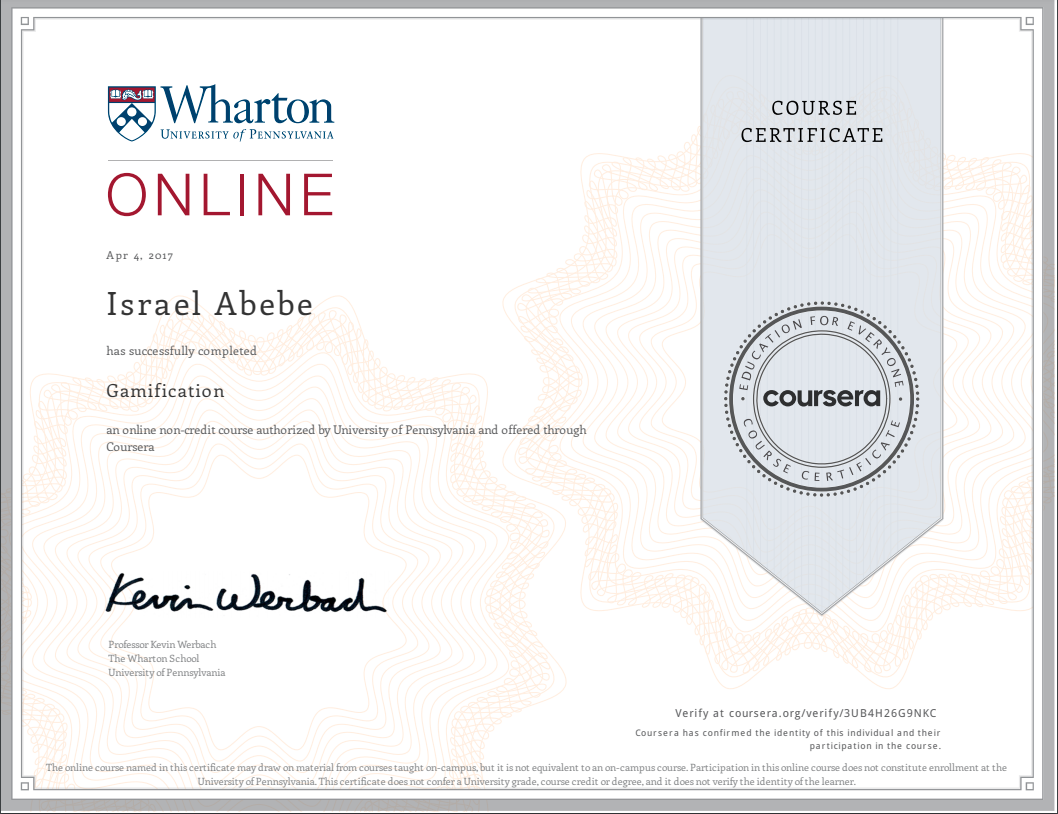 Wharton
UNIVERSITY of PENNSYLVANIA
ONLINE
COURSE
CERTIFICATE
Apr 4, 2017
Israel Abebe
has successfully completed
Gamification
an online non-credit course authorized by University of Pennsylvania and offered through
Coursera
EDUCATION FOR EVERYONE
coursera
COURSE CERTIFICATE
Kevin Werbach
Professor Kevin Werbach
The Wharton School
University of Pennsylvania
Verify at coursera.org/verify/3UB4H26G9NKC
Coursera has confirmed the identity of this individual and their
participation in the course.
The online course named in this certificate may draw on material from courses taught on-campus, but it is not equivalent to an on-campus course. Participation in this online course does not constitute enrollment at the
University of Pennsylvania. This certificate does not confer a University grade, course credit or degree, and it does not verify the identity of the learner.